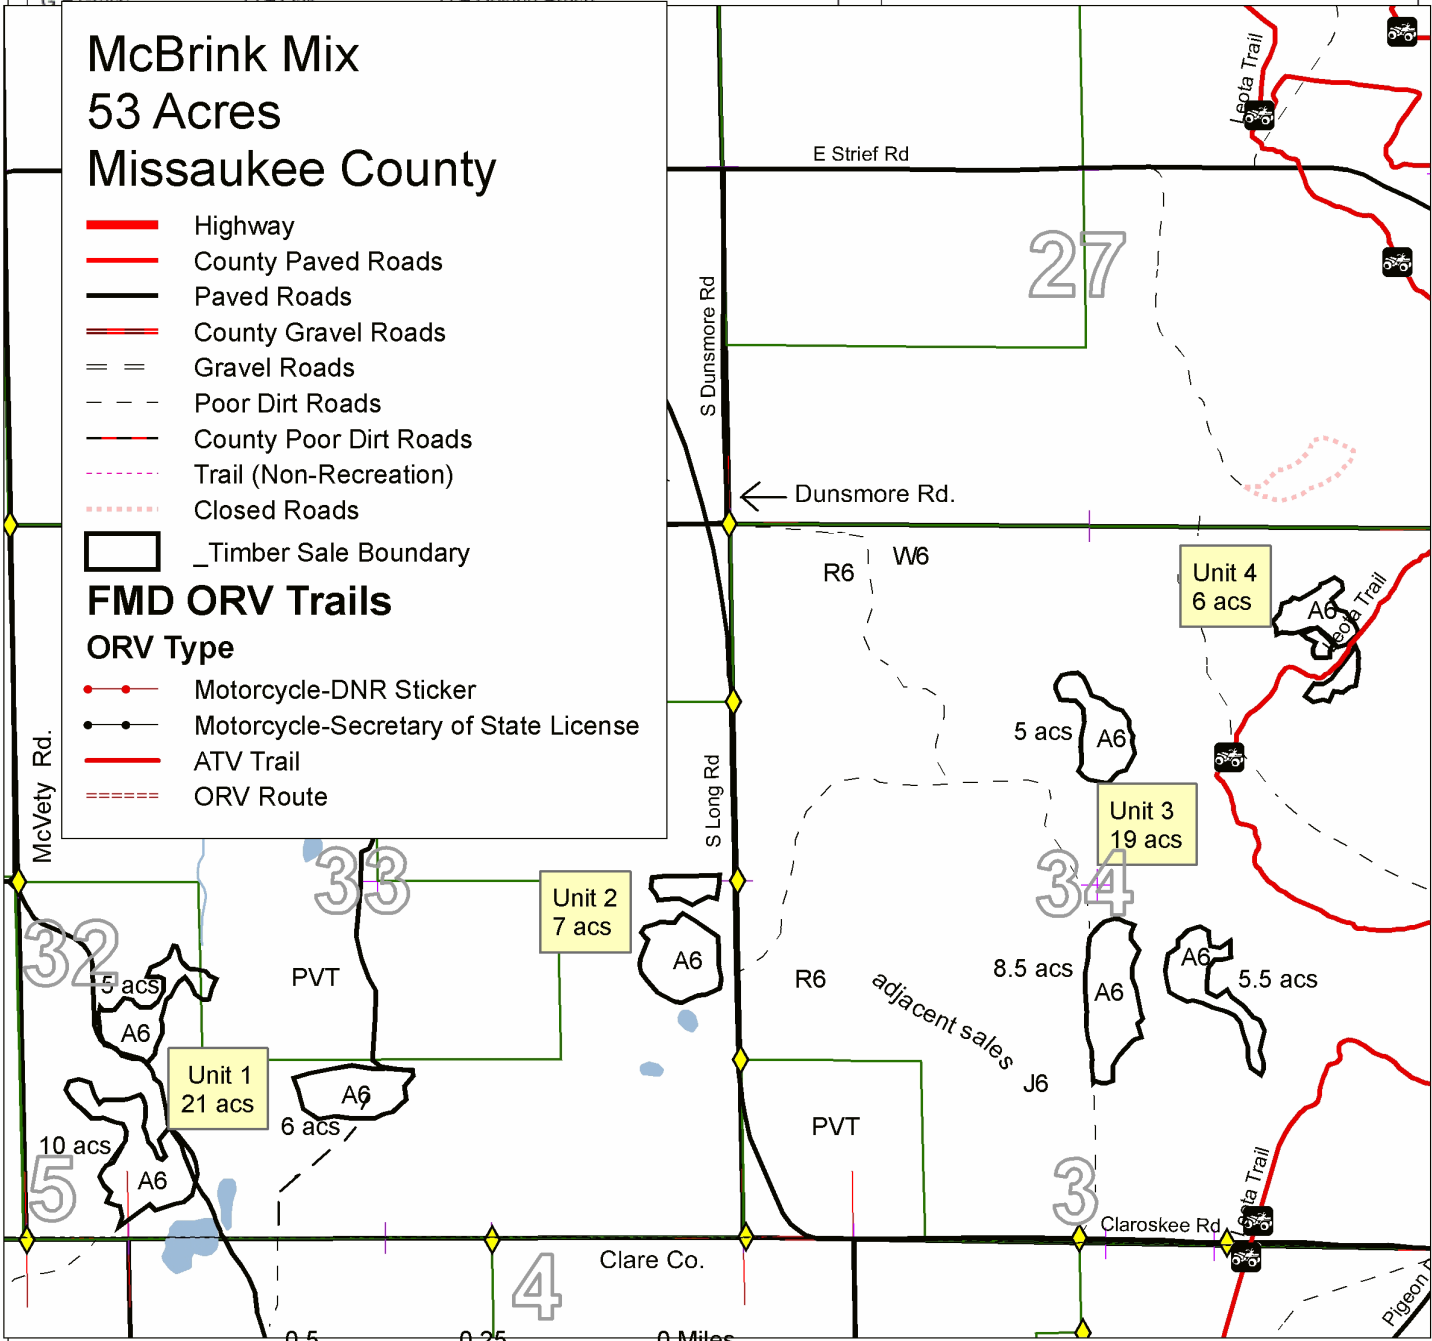 McBrink Mix
53 Acres
Missaukee County
Highway
County Paved Roads
Paved Roads
County Gravel Roads
Gravel Roads
Poor Dirt Roads
County Poor Dirt Roads
Trail (Non-Recreation)
Closed Roads
_Timber Sale Boundary
FMD ORV Trails
ORV Type
Motorcycle-DNR Sticker
Motorcycle-Secretary of State License
ATV Trail
ORV Route
Leota Trail
E Strief Rd
27
S Dunsmore Rd
Dunsmore Rd.
R6
W6
Unit 4
6 acs
A6
Leota Trail
5 acs
A6
McVety Rd.
S Long Rd
Unit 3
19 acs
33
34
Unit 2
7 acs
32
A6
PVT
R6
8.5 acs
A6
A6
5.5 acs
5 acs
A6
adjacent sales
Unit 1
21 acs
A6
6 acs
J6
PVT
10 acs
A6
5
3
Leota Trail
Claroskee Rd
Clare Co.
4
Pigeon
0.5
0.25
0 Miles